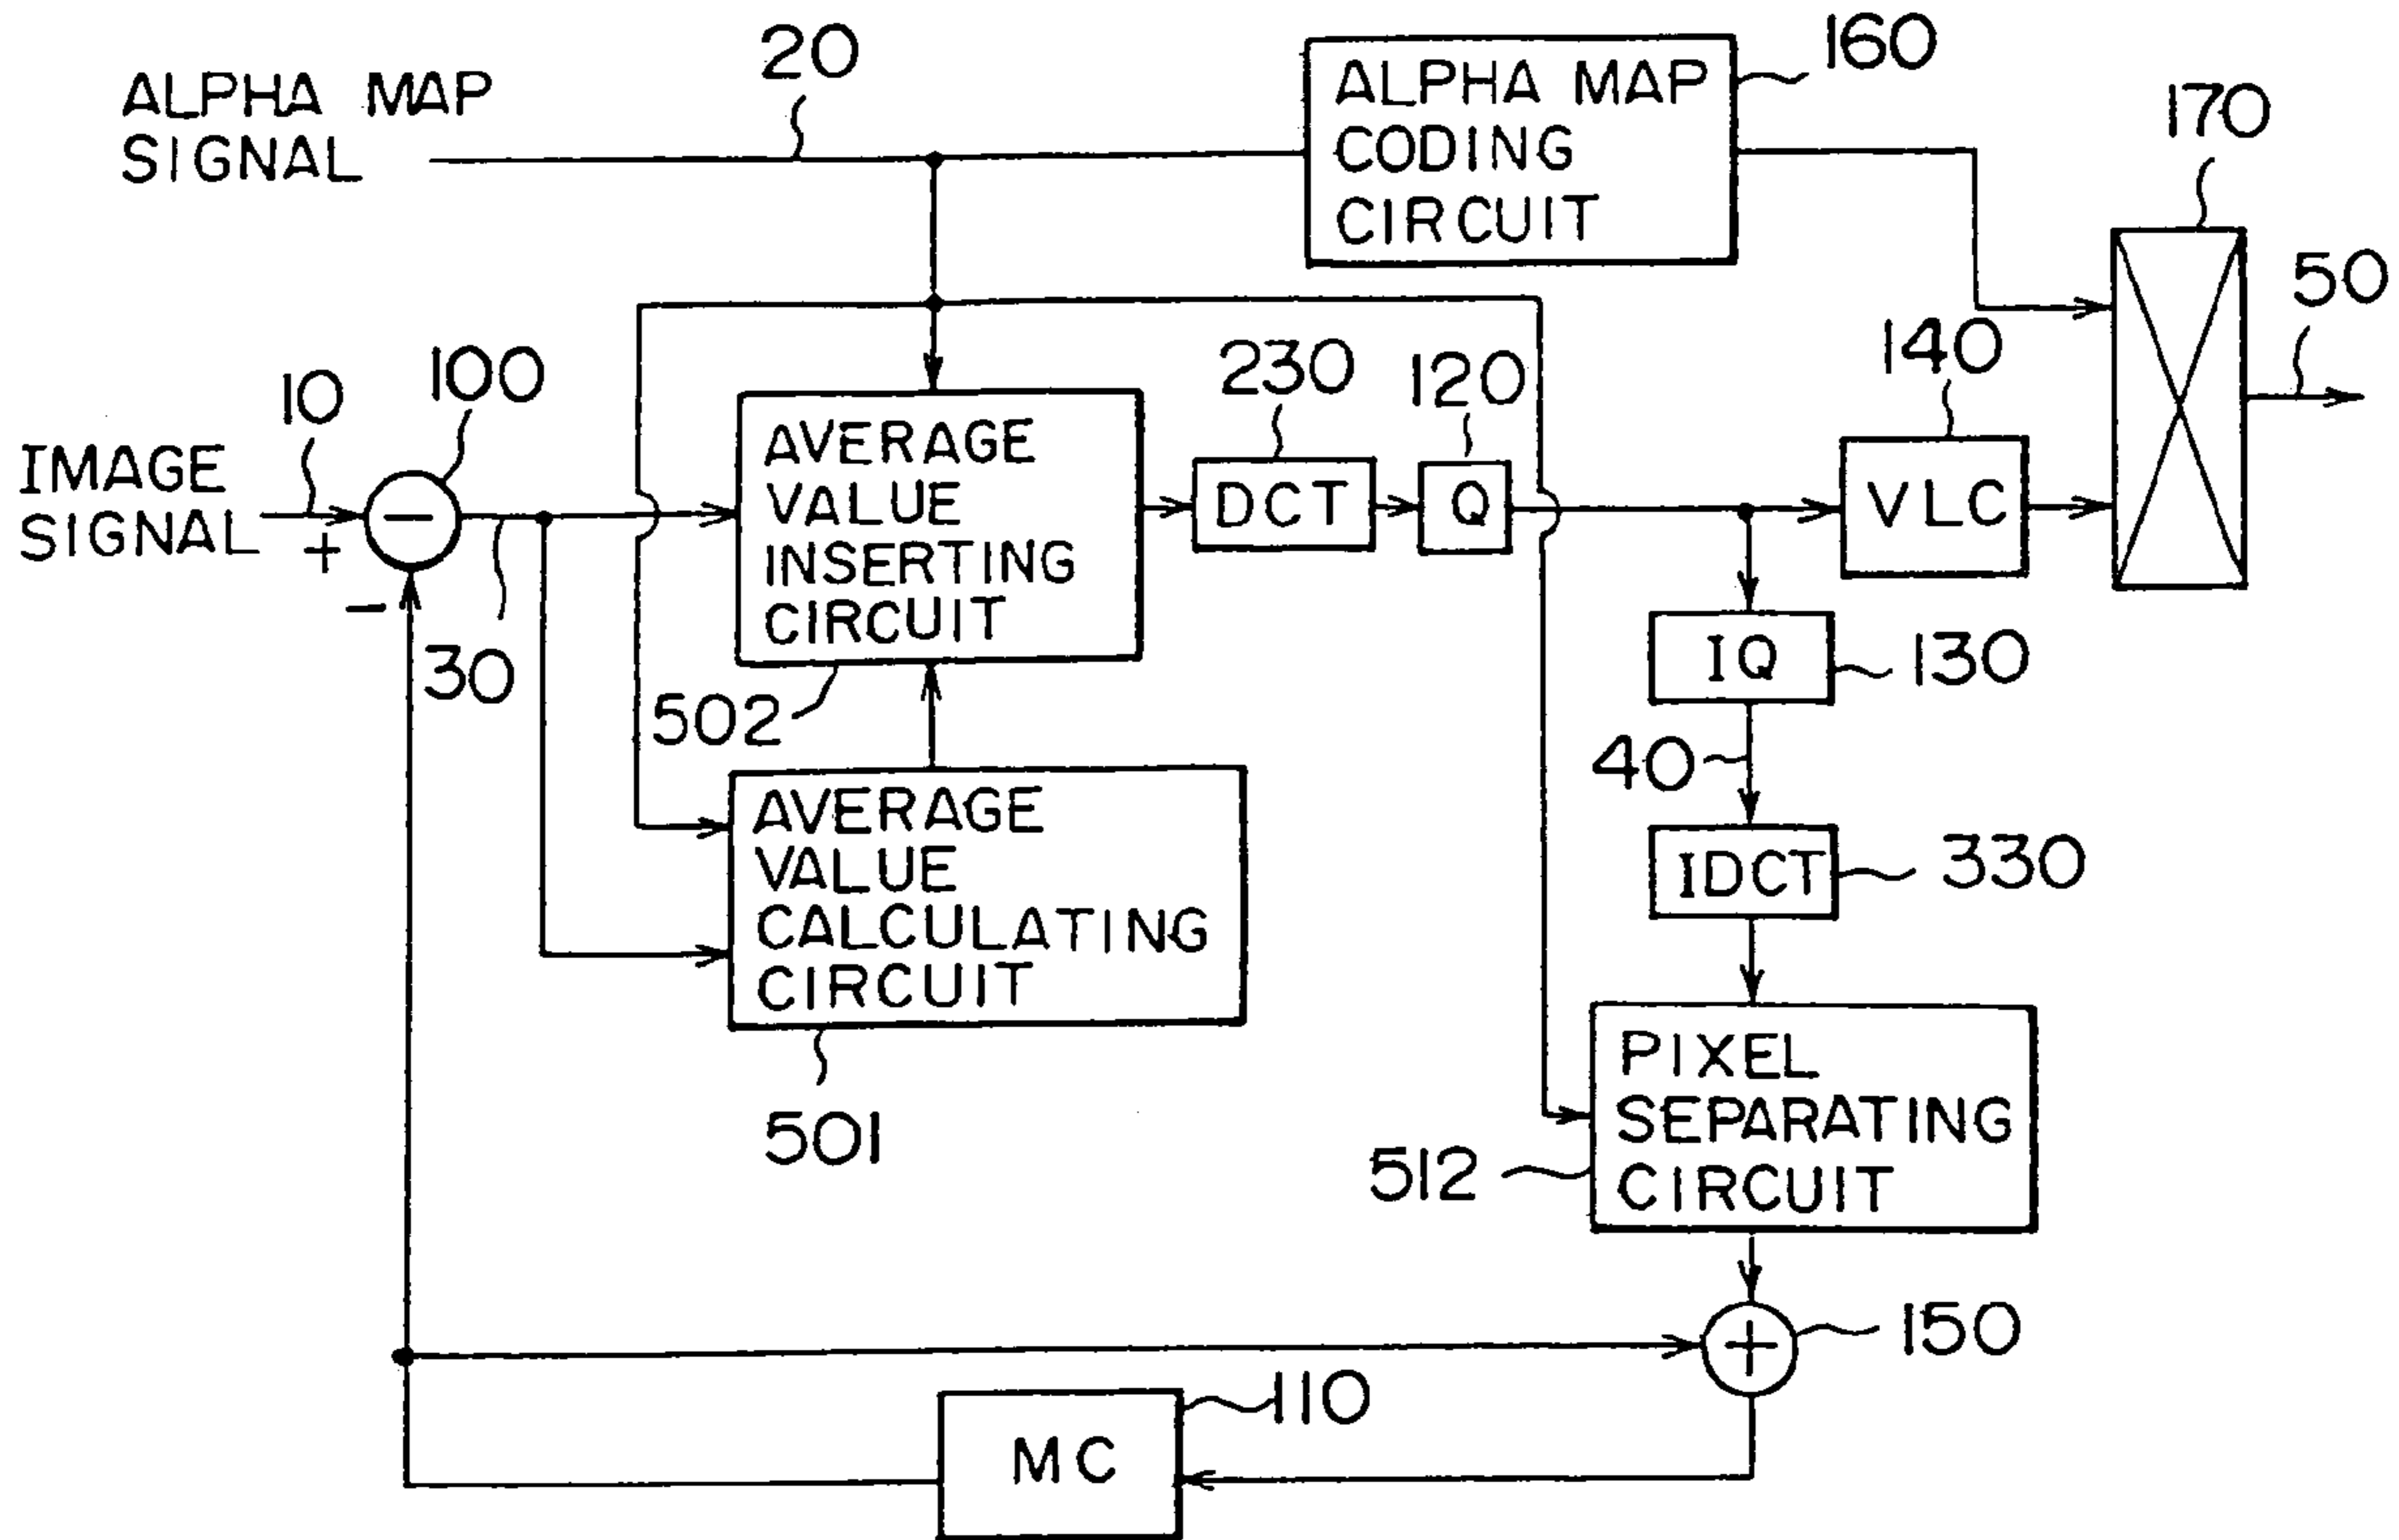 ALPHA MAP
SIGNAL
20
ALPHA MAP
CODING
CIRCUIT
160
170
50
IMAGE
SIGNAL
10
+
100
−
−
30
AVERAGE
VALUE
INSERTING
CIRCUIT
502
230
DCT
120
Q
140
VLC
IQ
130
40
IDCT
330
AVERAGE
VALUE
CALCULATING
CIRCUIT
501
PIXEL
SEPARATING
CIRCUIT
512
+
150
MC
110